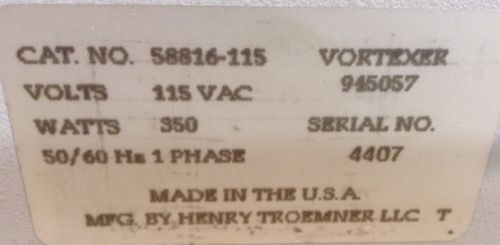 CAT. NO. 58816-115 VORTEXER
945057
VOLTS 115 VAC
WATTS 350 SERIAL NO.
50/60 Hz 1 PHASE 4407
MADE IN THE U.S.A
MFG. BY HENRY TROEMNER LLC T